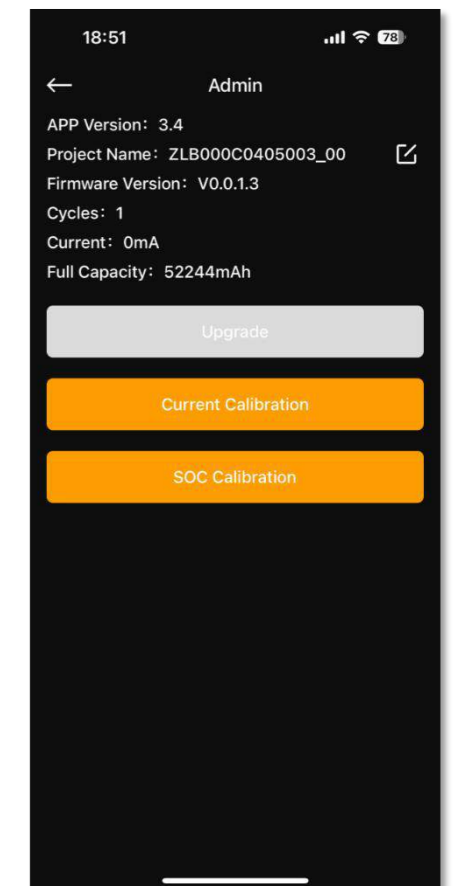 18:51 78
Admin
APP Version：3.4
Project Name：ZLB000C0405003_00
Firmware Version：V0.0.1.3
Cycles：1
Current：0mA
Full Capacity：52244mAh
Upgrade
Current Calibration
SOC Calibration